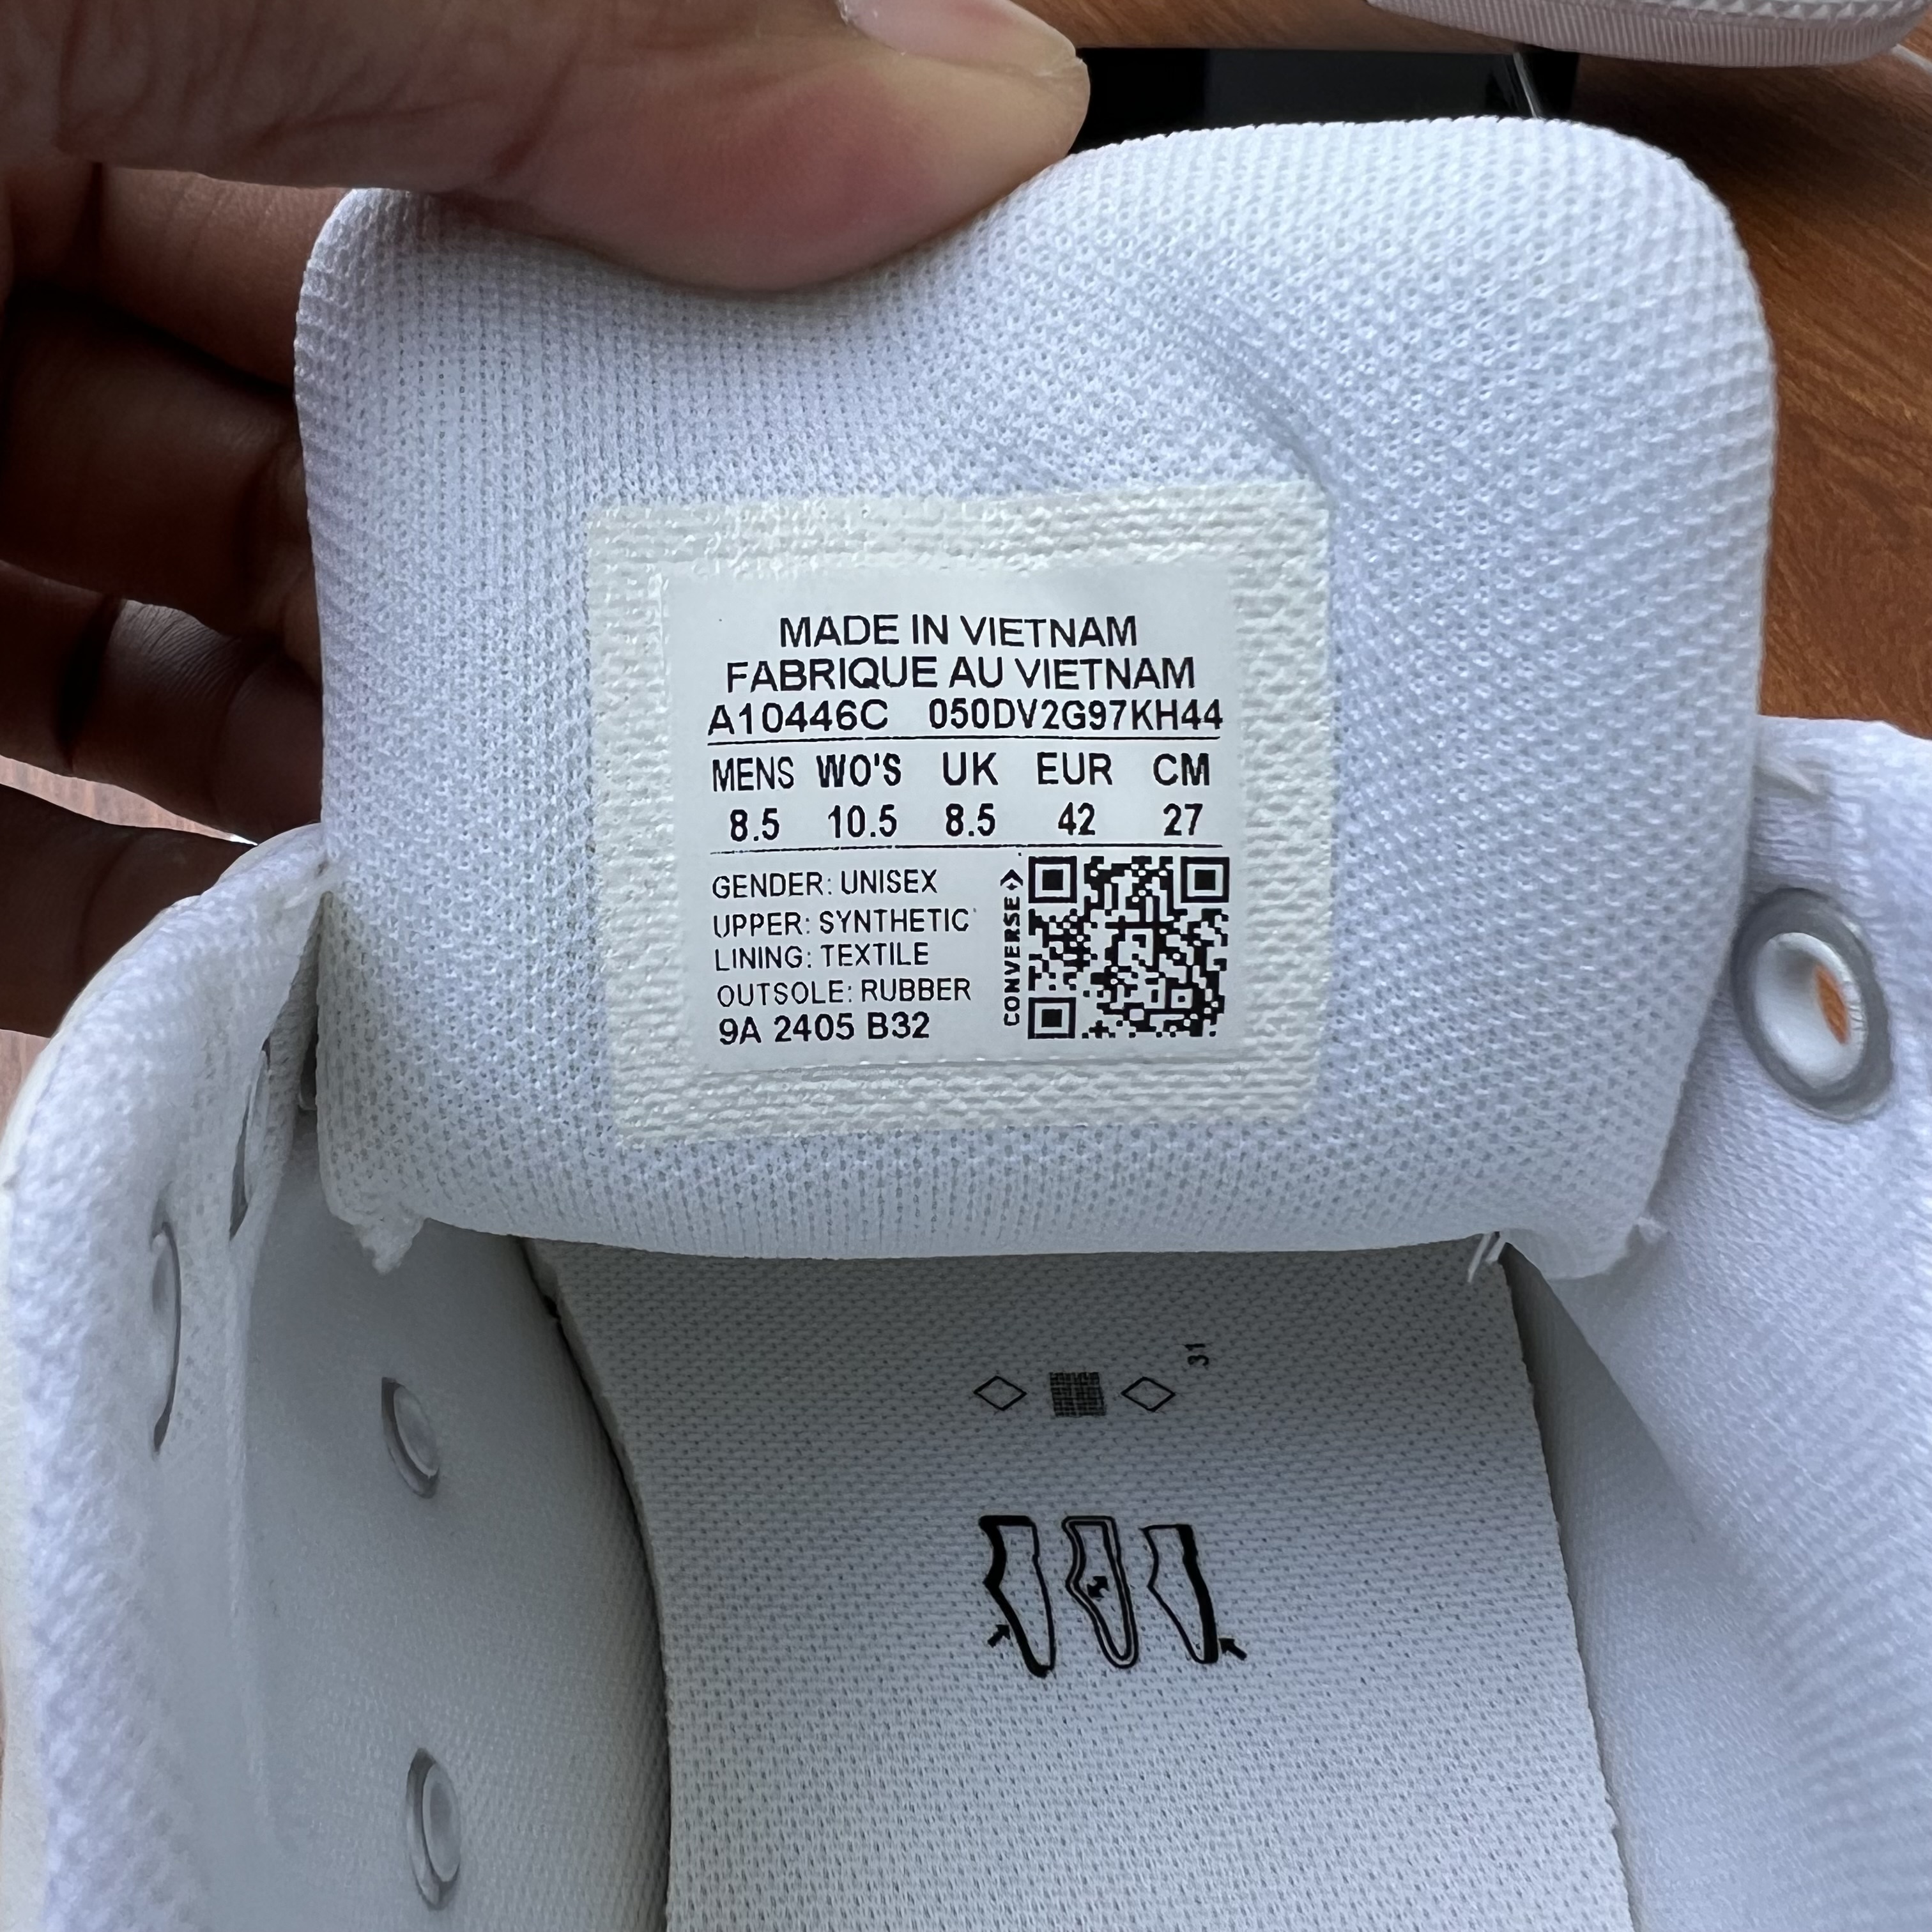 MADE IN VIETNAM
FABRIQUE AU VIETNAM
A10446C 050DV2G97KH44
MENS WO'S UK EUR CM
8.5 10.5 8.5 42 27
GENDER: UNISEX
UPPER: SYNTHETIC
LINING: TEXTILE
OUTSOLE: RUBBER
9A 2405 B32
CONVERSE
31